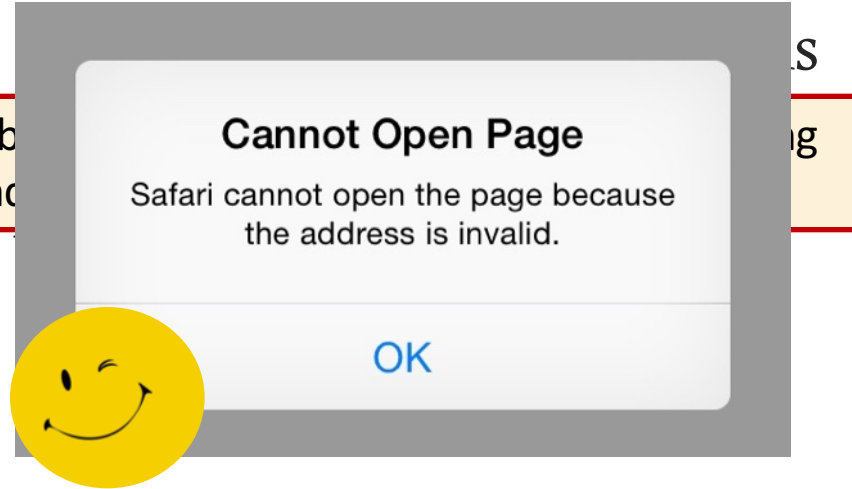 Cannot Open Page
Safari cannot open the page because
the address is invalid.
OK